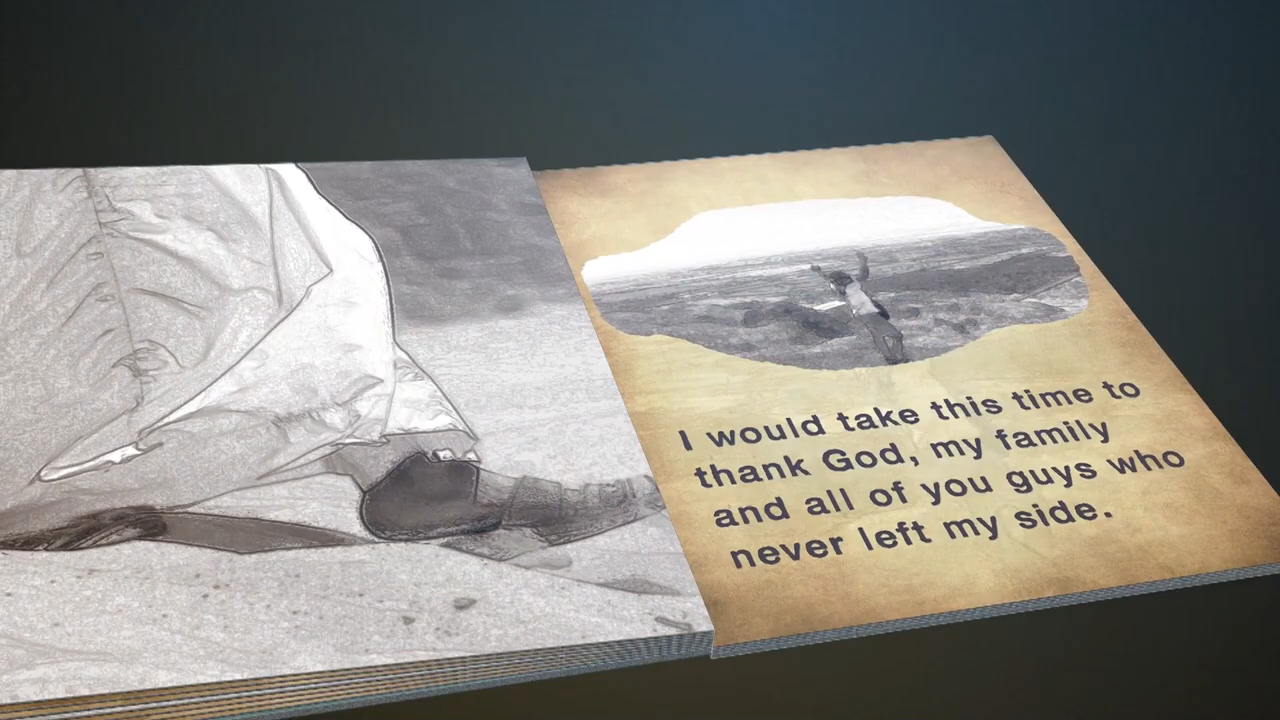 I would take this time to
thank God, my family
and all of you guys who
never left my side.